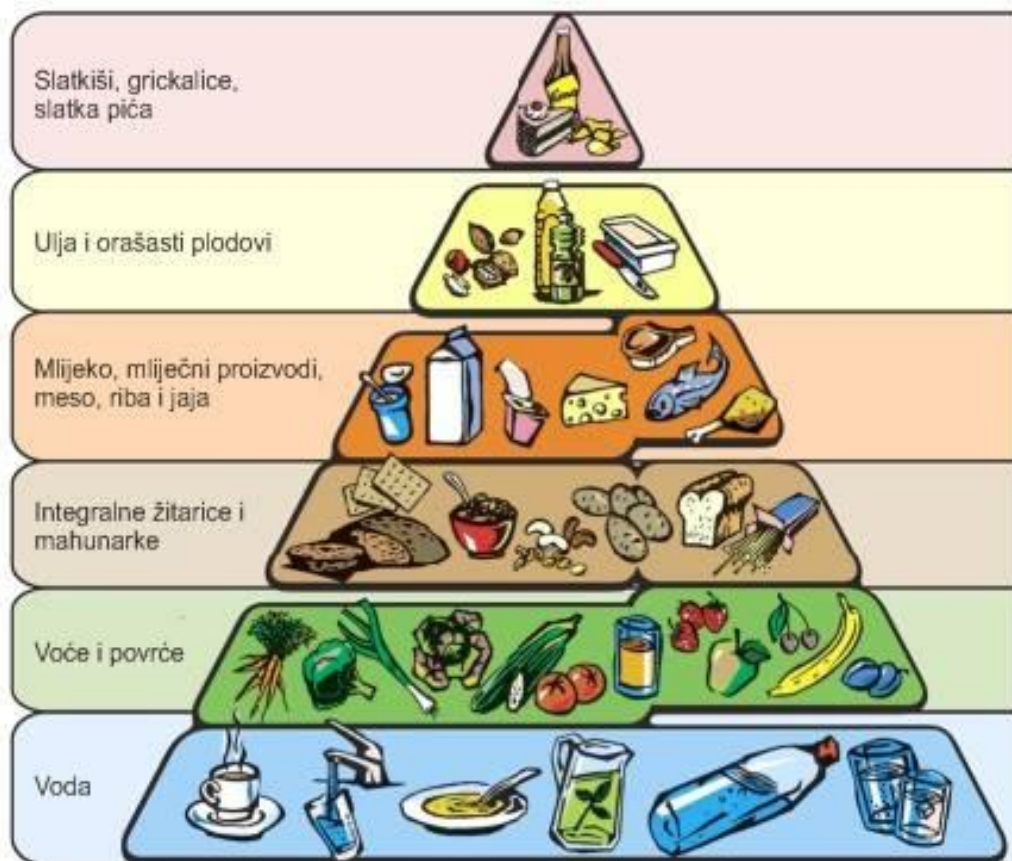 Slatkiši, grickalice,
slatka pića
Ulja i orašasti plodovi
Mlijeko, mliječni proizvodi,
meso, riba i jaja
Integralne žitarice i
mahunarke
Voće i povrće
Voda